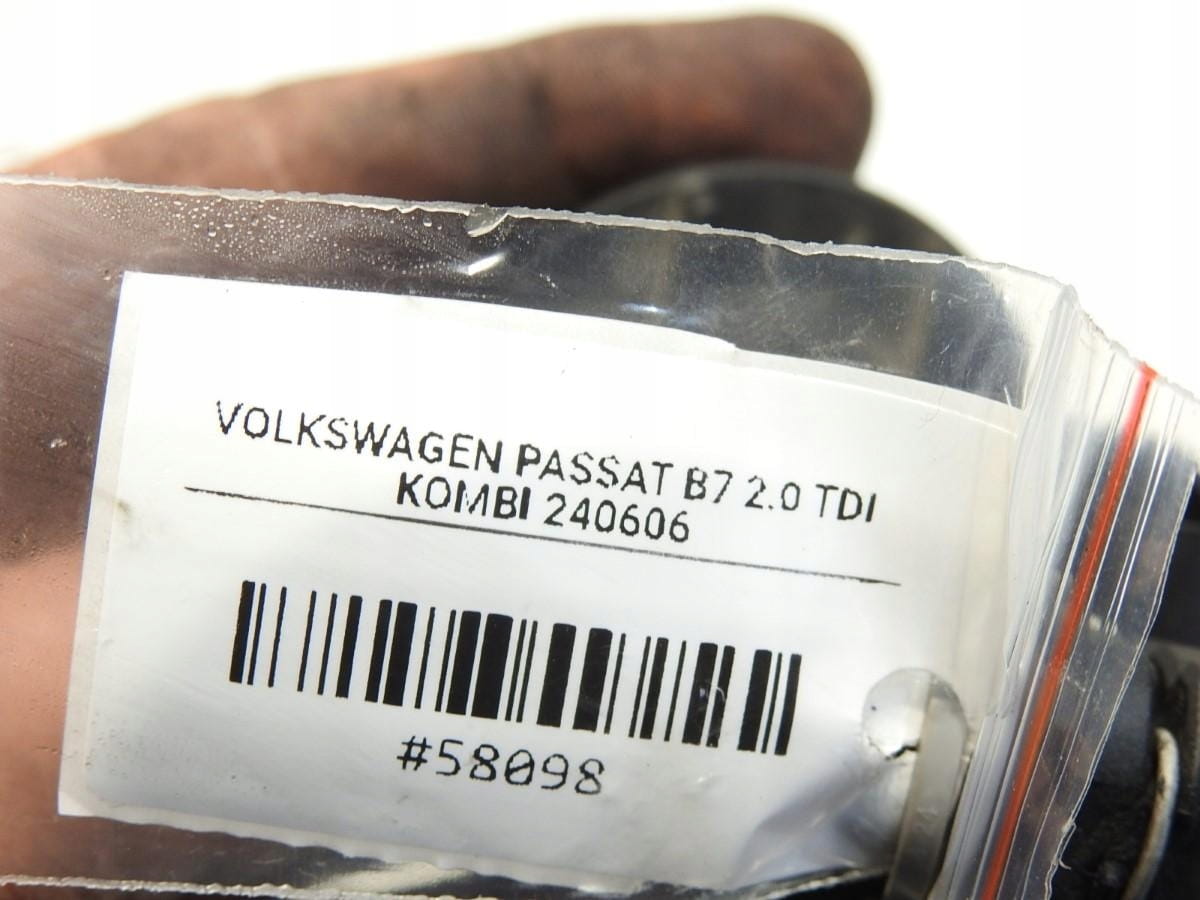 VOLKSWAGEN PASSAT B7 2.0 TDI
KOMBI 240606
#58098